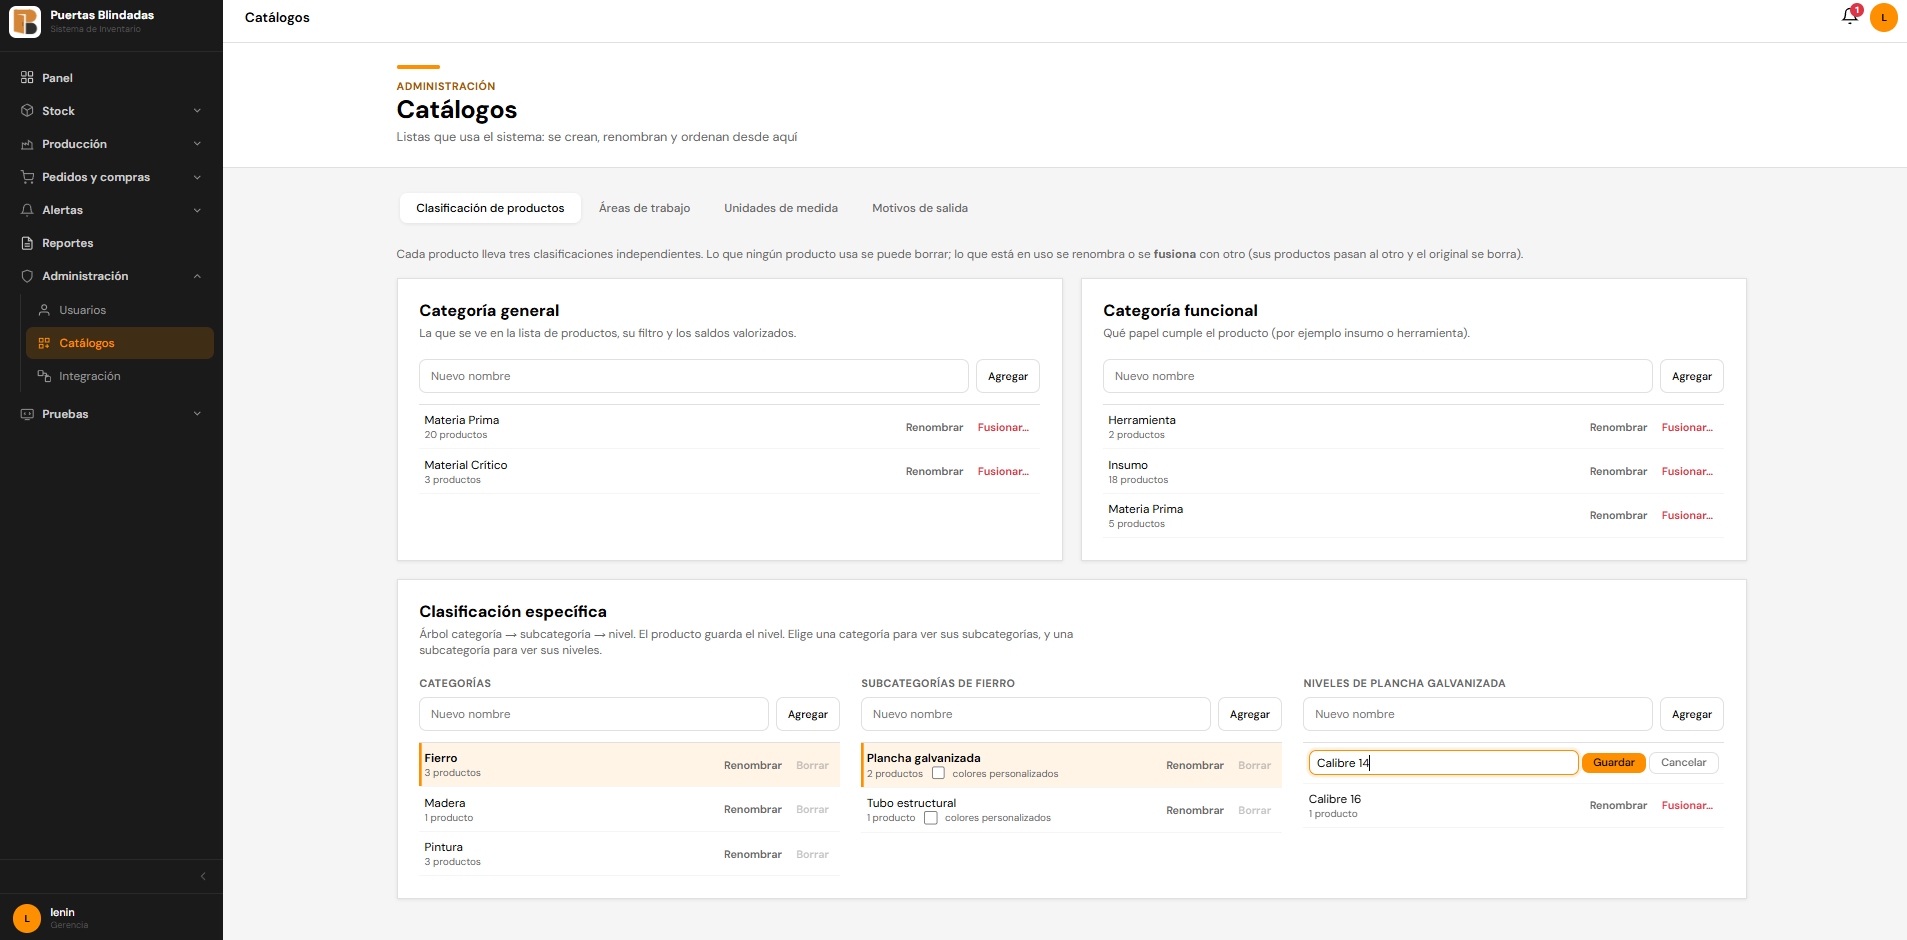 Puertas Blindadas
Sistema de Inventario
Catálogos
1
L
Panel
Stock
Producción
Pedidos y compras
Alertas
Reportes
Administración
Usuarios
Catálogos
Integración
Pruebas
lenin
Gerencia
L
ADMINISTRACIÓN
Catálogos
Listas que usa el sistema: se crean, renombran y ordenan desde aquí
Clasificación de productos
Áreas de trabajo
Unidades de medida
Motivos de salida
Cada producto lleva tres clasificaciones independientes. Lo que ningún producto usa se puede borrar; lo que está en uso se renombra o se fusiona con otro (sus productos pasan al otro y el original se borra).
Categoría general
La que se ve en la lista de productos, su filtro y los saldos valorizados.
Nuevo nombre
Agregar
Materia Prima
20 productos
Renombrar
Fusionar...
Material Crítico
3 productos
Renombrar
Fusionar...
Categoría funcional
Qué papel cumple el producto (por ejemplo insumo o herramienta).
Nuevo nombre
Agregar
Herramienta
2 productos
Renombrar
Fusionar...
Insumo
18 productos
Renombrar
Fusionar...
Materia Prima
5 productos
Renombrar
Fusionar...
Clasificación específica
Árbol categoría → subcategoría → nivel. El producto guarda el nivel. Elige una categoría para ver sus subcategorías, y una
subcategoría para ver sus niveles.
CATEGORÍAS
Nuevo nombre
Agregar
Fierro
3 productos
Renombrar
Borrar
Madera
1 producto
Renombrar
Borrar
Pintura
3 productos
Renombrar
Borrar
SUBCATEGORÍAS DE FIERRO
Nuevo nombre
Agregar
Plancha galvanizada
2 productos
colores personalizados
Renombrar
Borrar
Tubo estructural
1 producto
colores personalizados
Renombrar
Borrar
NIVELES DE PLANCHA GALVANIZADA
Nuevo nombre
Agregar
Calibre 14
Guardar
Cancelar
Calibre 16
1 producto
Renombrar
Fusionar...